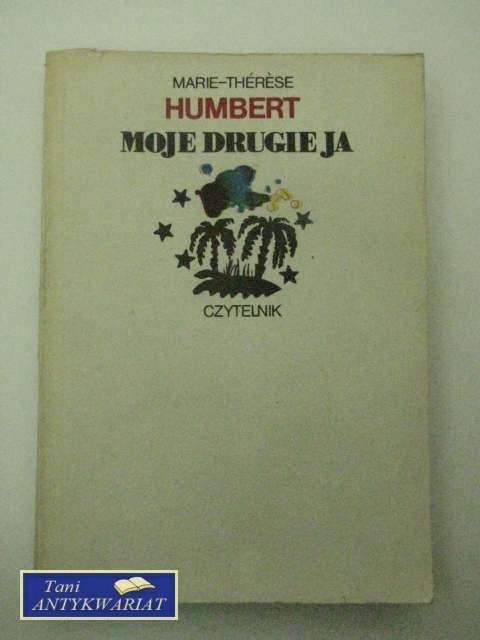 MARIE-THÉRÈSE
HUMBERT
MOJE DRUGIE JA
CZYTELNIK
Tani
ANTYKWARIAT